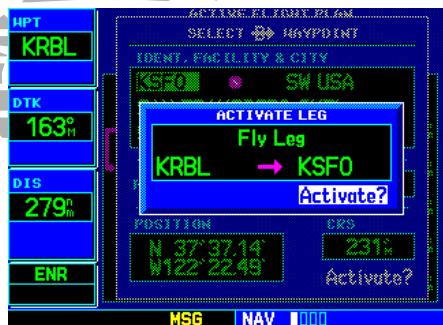 WPT
KRBL
DTK
163°M
DIS
279nm
ENR
ACTIVE FLIGHT PLAN
SELECT WAYPOINT
IDENT, FACILITY & CITY
KSFO SW USA
ACTIVATE LEG
Fly Leg
KRBL → KSFO
Activate?
POSITION CRS
N 37°37.14'
W122°22.49'
231°M
Activate?
MSG NAV